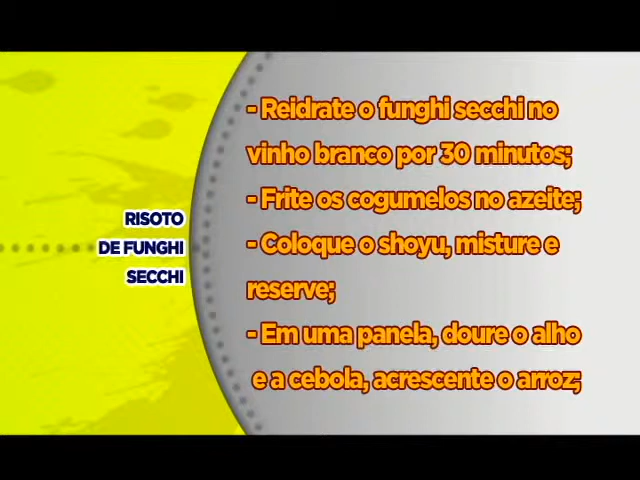 RISOTO
DE FUNGHI
SECCHI
- Reidrate o funghi secchi no
vinho branco por 30 minutos;
- Frite os cogumelos no azeite;
- Coloque o shoyu, misture e
reserve;
- Em uma panela, doure o alho
e a cebola, acrescente o arroz;